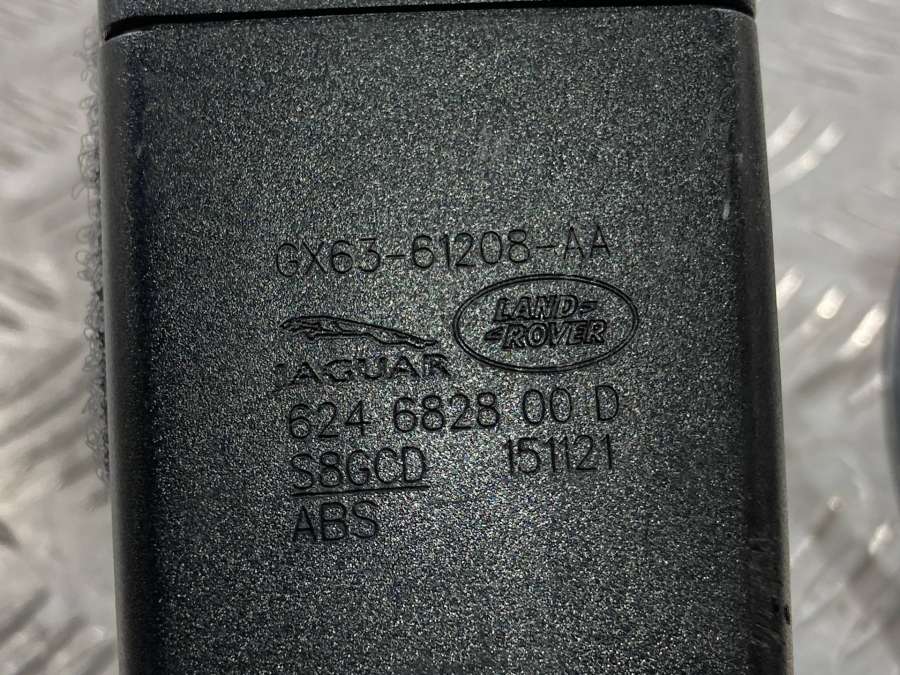 GX63-61208-AA
LAND
ROVER
JAGUAR
624 6828 00 D
S8GCD 151121
ABS